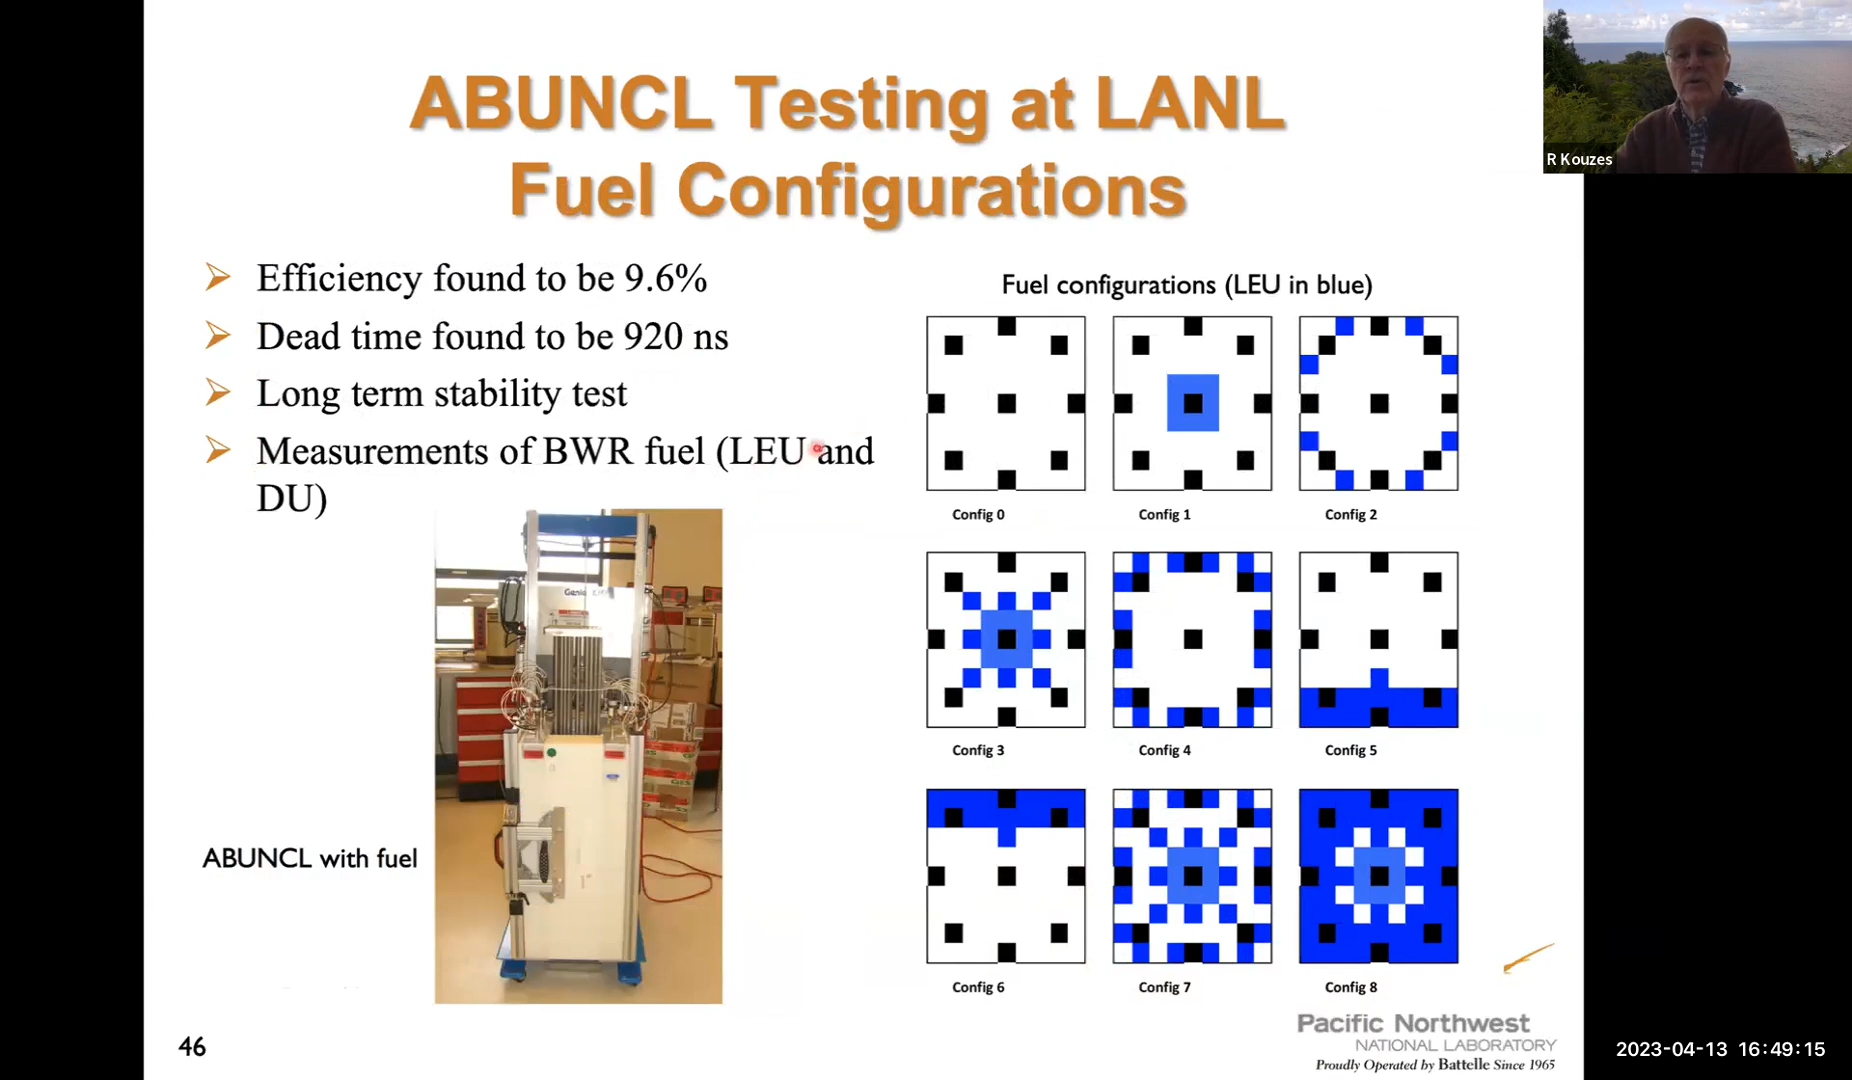 ABUNCL Testing at LANL
Fuel Configurations
R Kouzes
Efficiency found to be 9.6%
Dead time found to be 920 ns
Long term stability test
Measurements of BWR fuel (LEU and
DU)
Fuel configurations (LEU in blue)
Config 0
Config 1
Config 2
Config 3
Config 4
Config 5
Config 6
Config 7
Config 8
ABUNCL with fuel
46
Pacific Northwest
NATIONAL LABORATORY
Proudly Operated by Battelle Since 1965
2023-04-13 16:49:15